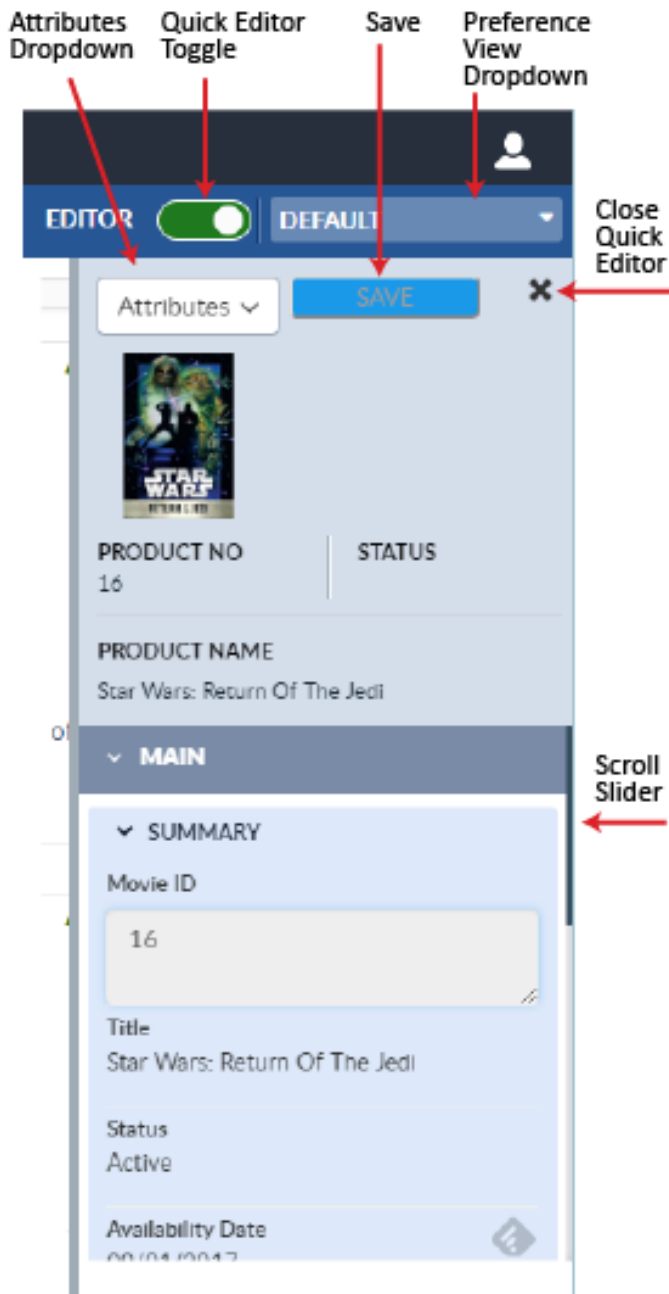 Attributes Dropdown
Quick Editor Toggle
Save
Preference View Dropdown
EDITOR
DEFAULT
Close Quick Editor
Attributes
SAVE
STAR WARS
PRODUCT NO
STATUS
16
PRODUCT NAME
Star Wars: Return Of The Jedi
MAIN
Scroll Slider
SUMMARY
Movie ID
16
Title
Star Wars: Return Of The Jedi
Status
Active
Availability Date